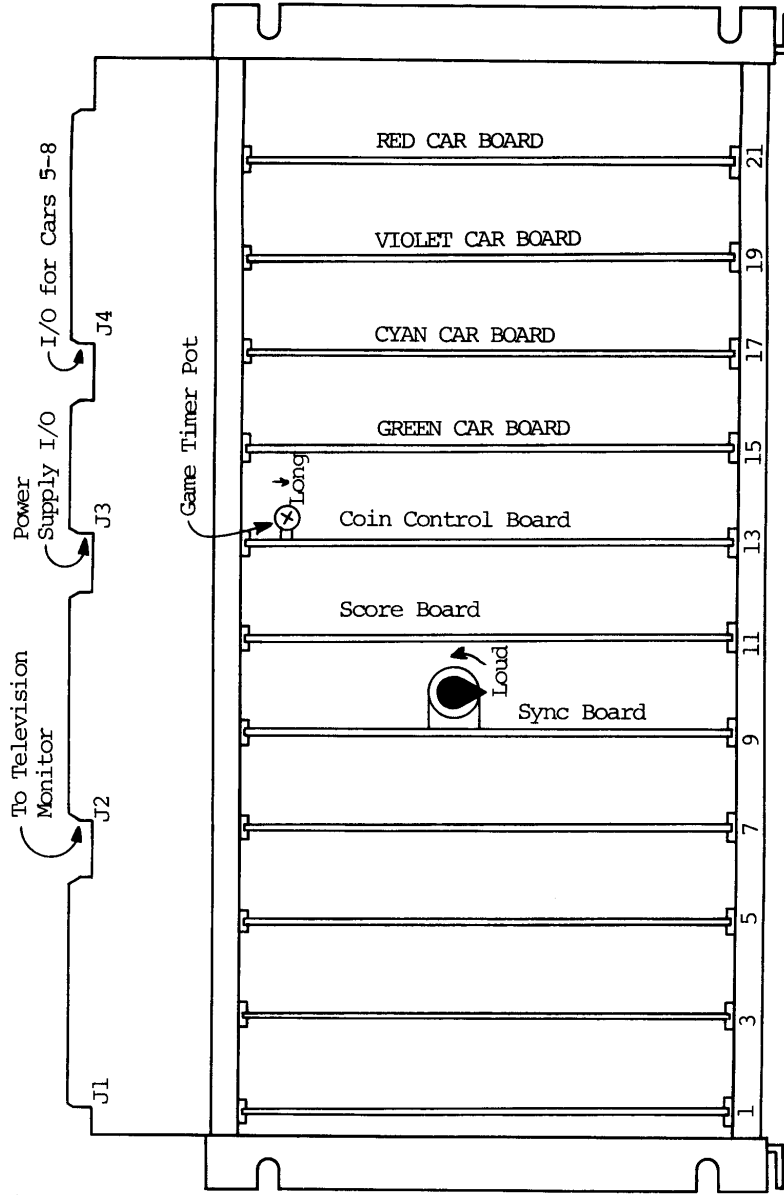 To Television
Monitor
Power
Supply I/O
I/O for Cars 5-8
J1
J2
J3
J4
Game Timer Pot
Long
Loud
Sync Board
Score Board
Coin Control Board
GREEN CAR BOARD
CYAN CAR BOARD
VIOLET CAR BOARD
RED CAR BOARD
1
3
5
7
9
11
13
15
17
19
21